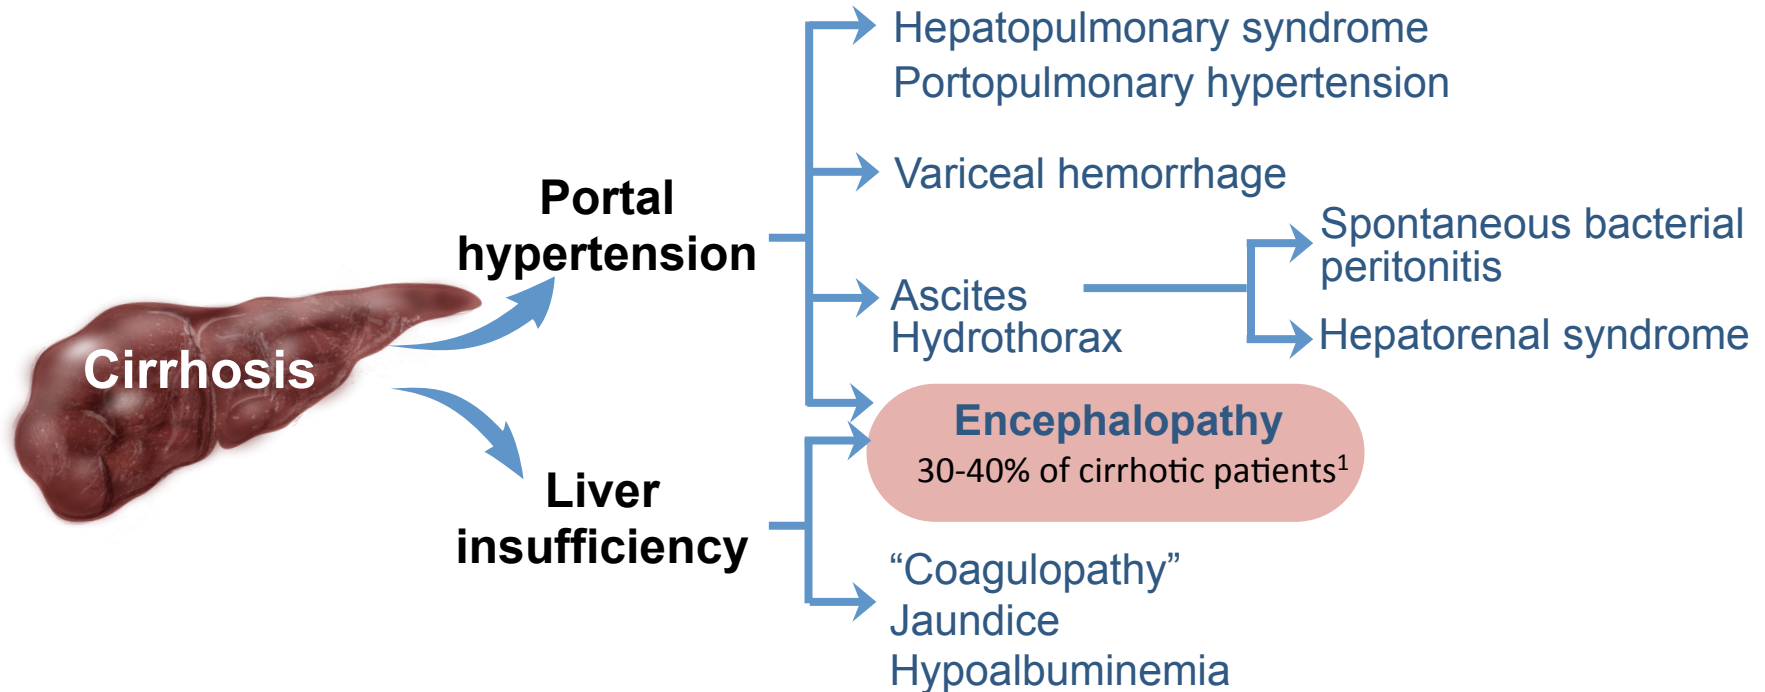 Cirrhosis
Portal
hypertension
Liver
insufficiency
Hepatopulmonary syndrome
Portopulmonary hypertension
Variceal hemorrhage
Ascites
Hydrothorax
Spontaneous bacterial
peritonitis
Hepatorenal syndrome
Encephalopathy
30-40% of cirrhotic patients¹
“Coagulopathy”
Jaundice
Hypoalbuminemia